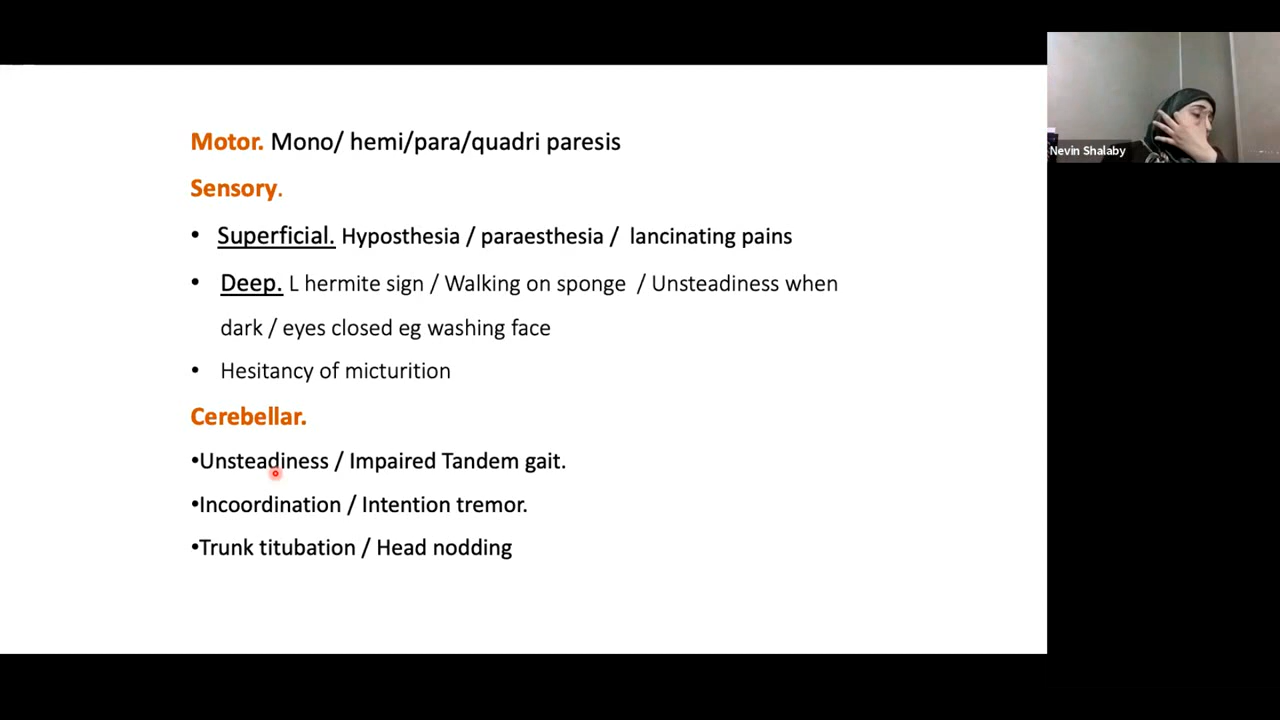 Motor. Mono/ hemi/para/quadri paresis
Sensory.
• Superficial. Hyposthesia / paraesthesia / lancinating pains
• Deep. L hermite sign / Walking on sponge / Unsteadiness when
dark / eyes closed eg washing face
• Hesitancy of micturition
Cerebellar.
•Unsteadiness / Impaired Tandem gait.
•Incoordination / Intention tremor.
•Trunk titubation / Head nodding
Nevin Shalaby